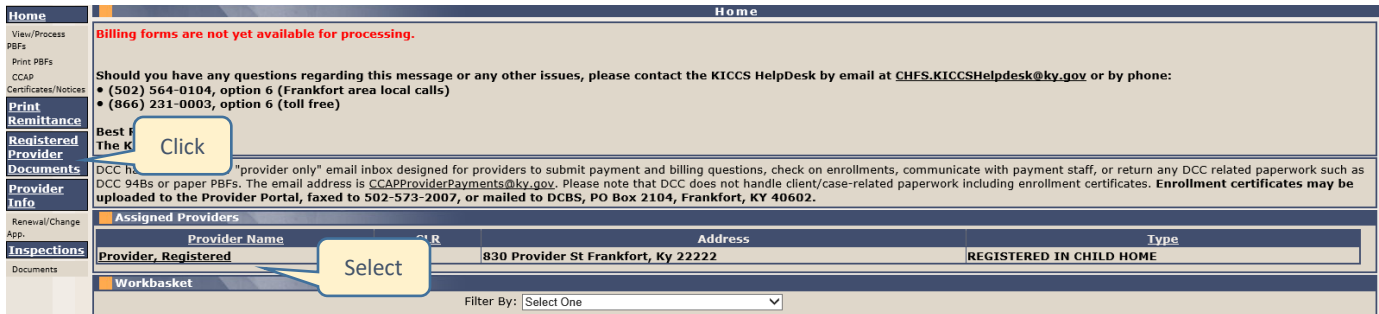 Home
View/Process
PBFs
Print PBFs
CCAP
Certificates/Notices
Print
Remittance
Registered
Provider
Documents
Provider
Info
Renewal/Change
App.
Inspections
Documents
Home
Billing forms are not yet available for processing.
Should you have any questions regarding this message or any other issues, please contact the KICCS HelpDesk by email at CHFS.KICCSHelpdesk@ky.gov or by phone:
• (502) 564-0104, option 6 (Frankfort area local calls)
• (866) 231-0003, option 6 (toll free)
Best
The K
Click
DCC "provider only" email inbox designed for providers to submit payment and billing questions, check on enrollments, communicate with payment staff, or return any DCC related paperwork such as
DCC 94Bs or paper PBFs. The email address is CCAPProviderPayments@ky.gov. Please note that DCC does not handle client/case-related paperwork including enrollment certificates. Enrollment certificates may be
uploaded to the Provider Portal, faxed to 502-573-2007, or mailed to DCBS, PO Box 2104, Frankfort, KY 40602.
Assigned Providers
Provider Name CLR Address Type
Provider, Registered 830 Provider St Frankfort, Ky 22222 REGISTERED IN CHILD HOME
Select
Workbasket
Filter By: Select One